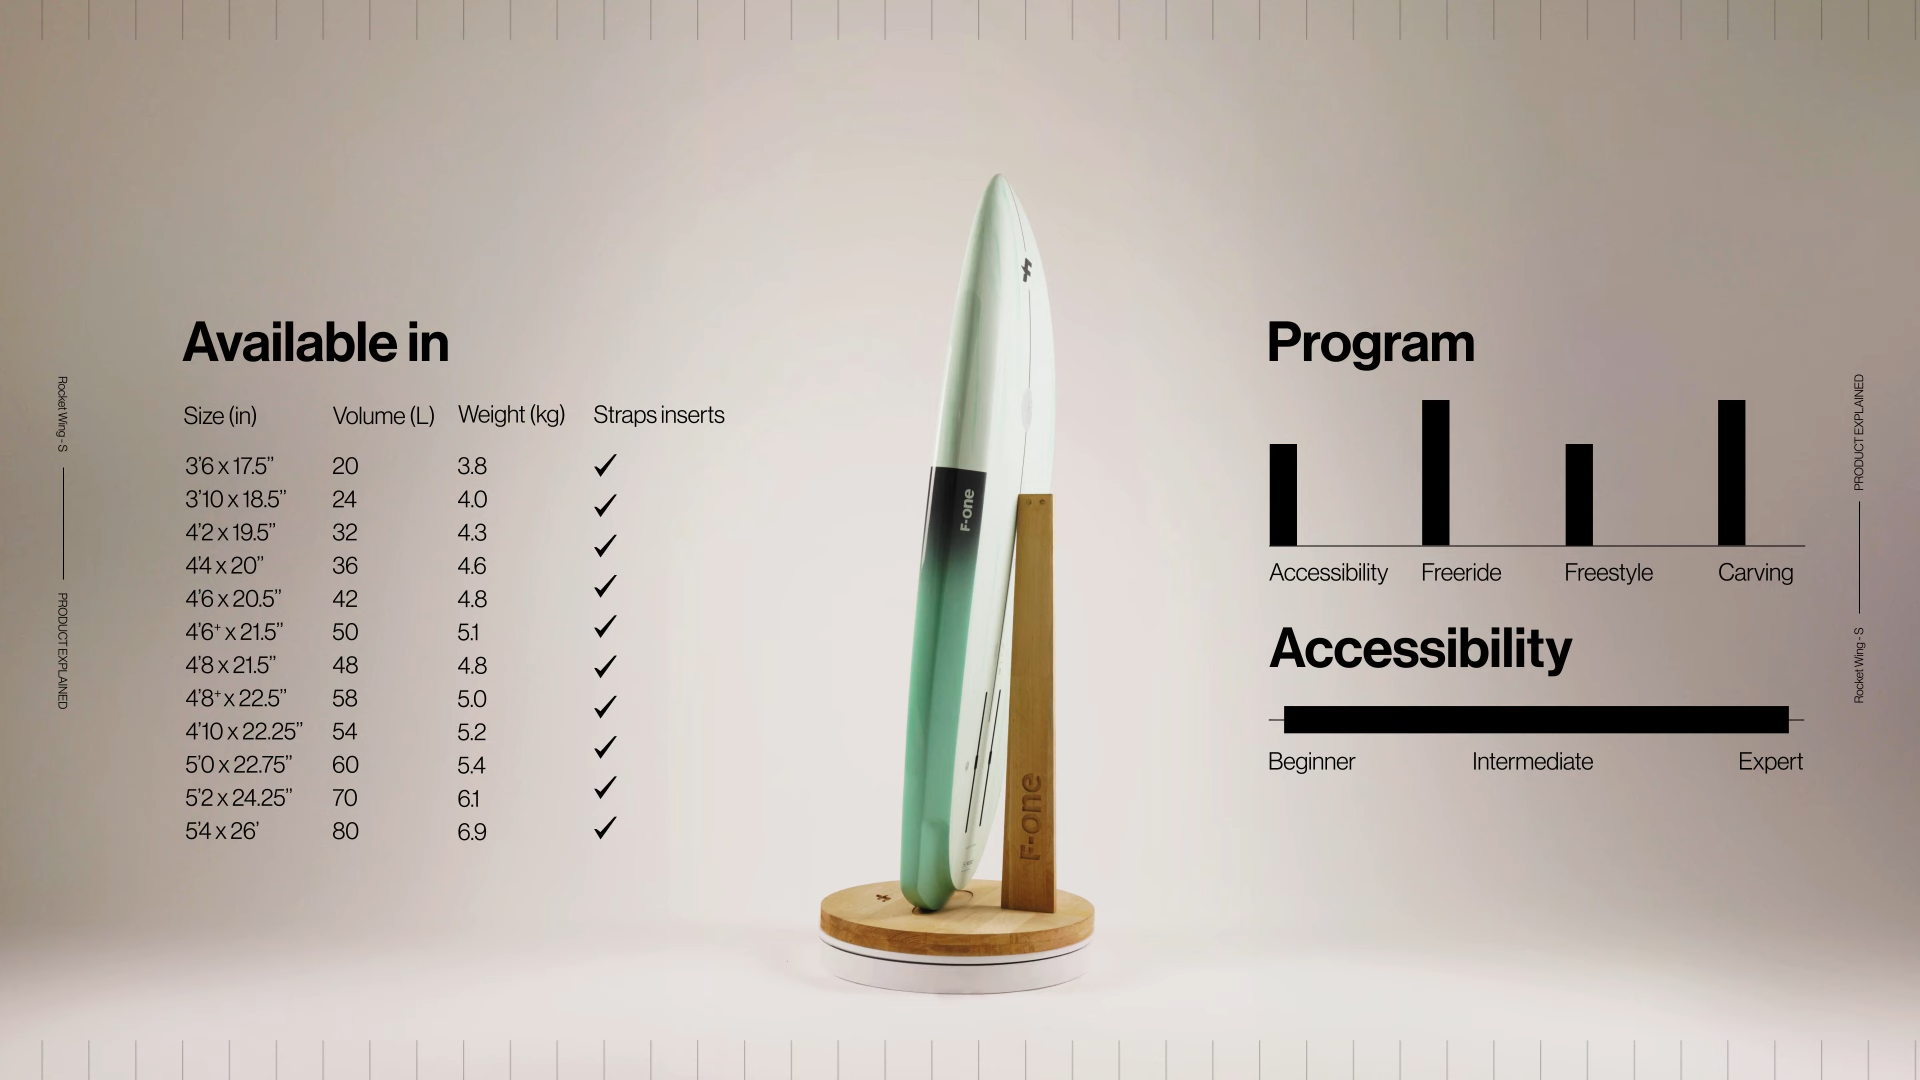 Available in
Size (in) Volume (L) Weight (kg) Straps inserts
3'6 x 17.5” 20 3.8 ✓
3'10 x 18.5” 24 4.0 ✓
4'2 x 19.5” 32 4.3 ✓
4'4 x 20” 36 4.6 ✓
4'6 x 20.5” 42 4.8 ✓
4'6⁺ x 21.5” 50 5.1 ✓
4'8 x 21.5” 48 4.8 ✓
4'8⁺ x 22.5” 58 5.0 ✓
4'10 x 22.25” 54 5.2 ✓
5'0 x 22.75” 60 5.4 ✓
5'2 x 24.25” 70 6.1
5'4 x 26' 80 6.9
Rocket Wing - S
PRODUCT EXPLAINED
F-one
F-one
Program
Accessibility Freeride Freestyle Carving
Accessibility
Beginner Intermediate Expert
PRODUCT EXPLAINED
Rocket Wing - S